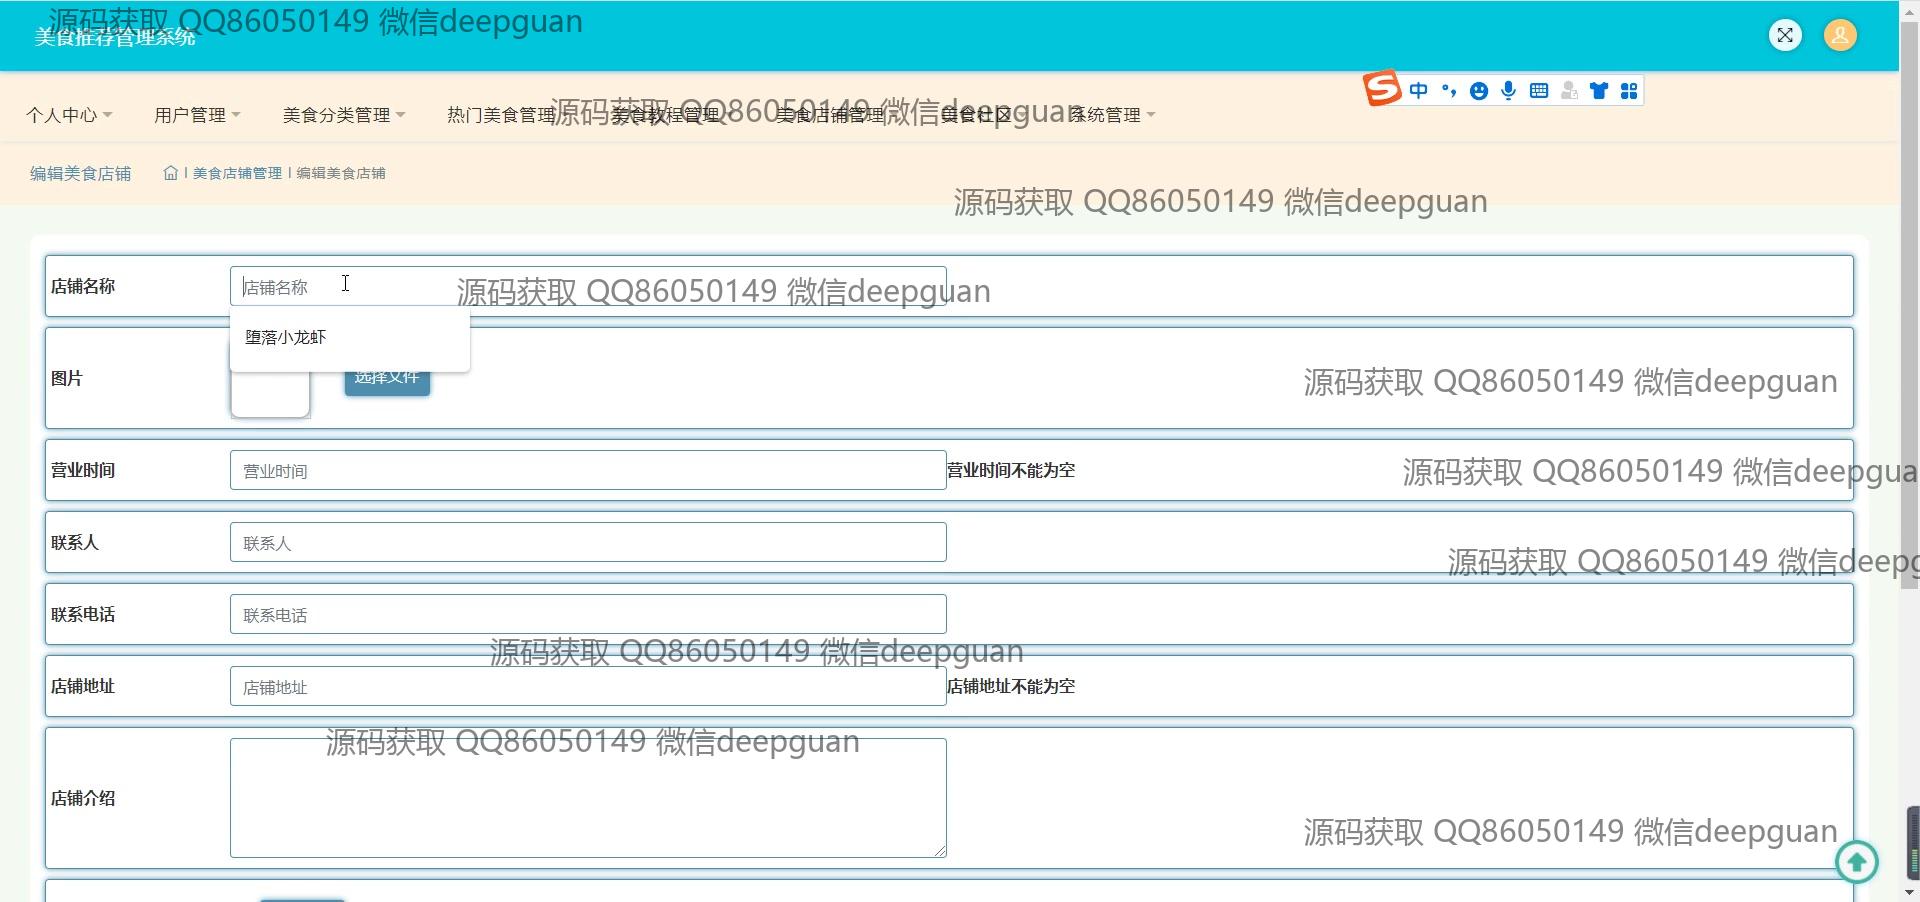 源码获取 QQ86050149 微信deepguan
美食推荐管理系统
中
个人中心 用户管理 美食分类管理 热门美食管理 美食教程管理 美食店铺管理 美食社区 系统管理
源码获取 QQ86050149 微信deepguan
编辑美食店铺 美食店铺管理 编辑美食店铺
源码获取 QQ86050149 微信deepguan
店铺名称 店铺名称
源码获取 QQ86050149 微信deepguan
堕落小龙虾
图片 选择文件
源码获取 QQ86050149 微信deepguan
营业时间 营业时间 营业时间不能为空
源码获取 QQ86050149 微信deepgua
联系人 联系人
源码获取 QQ86050149 微信deepg
联系电话 联系电话
源码获取 QQ86050149 微信deepguan
店铺地址 店铺地址 店铺地址不能为空
源码获取 QQ86050149 微信deepguan
店铺介绍
源码获取 QQ86050149 微信deepguan